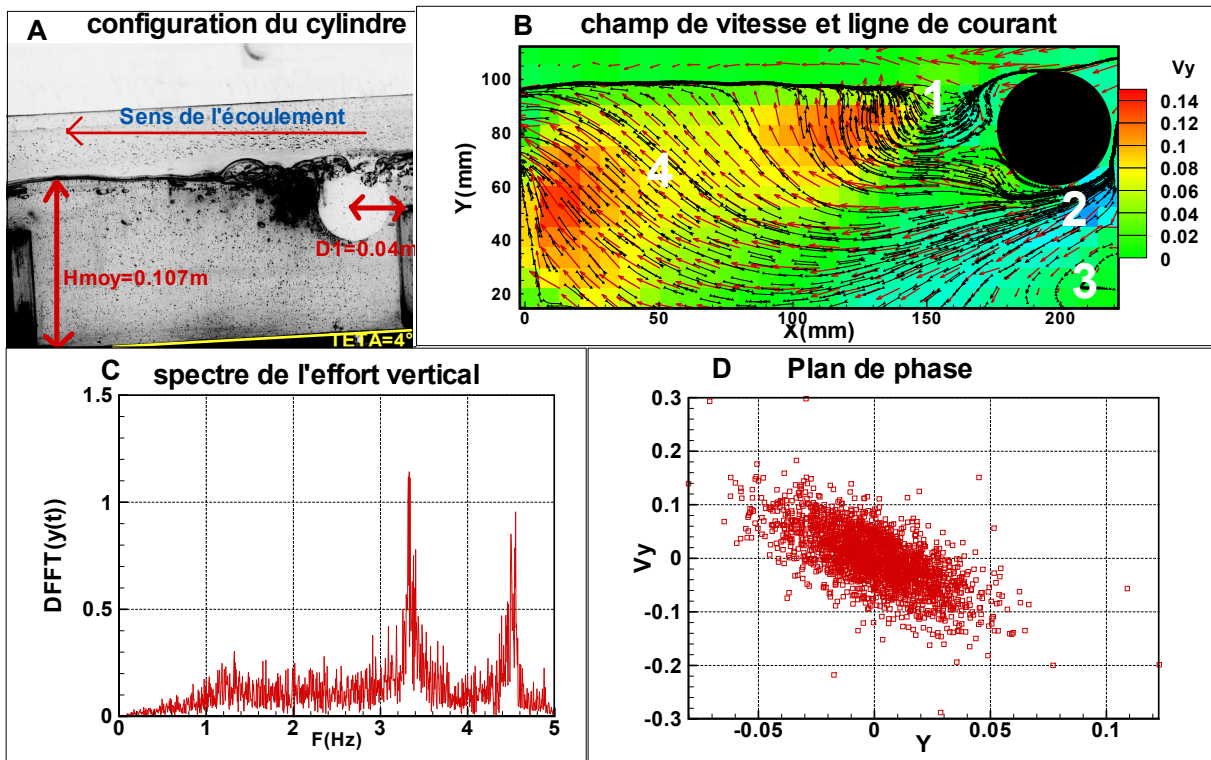 A configuration du cylindre
Sens de l'écoulement
D1=0.04m
Hmoy=0.107m
TETA=4°
B champ de vitesse et ligne de courant
Y(mm)
100
80
60
40
20
0 50 100 150 200
X(mm)
1
2
3
4
Vy
0.14
0.12
0.1
0.08
0.06
0.04
0.02
0
C spectre de l'effort vertical
DFFT(y(t))
1.5
1
0.5
0
0 1 2 3 4 5
F(Hz)
D Plan de phase
Vy
0.3
0.2
0.1
0
-0.1
-0.2
-0.3
-0.05 0 0.05 0.1
Y